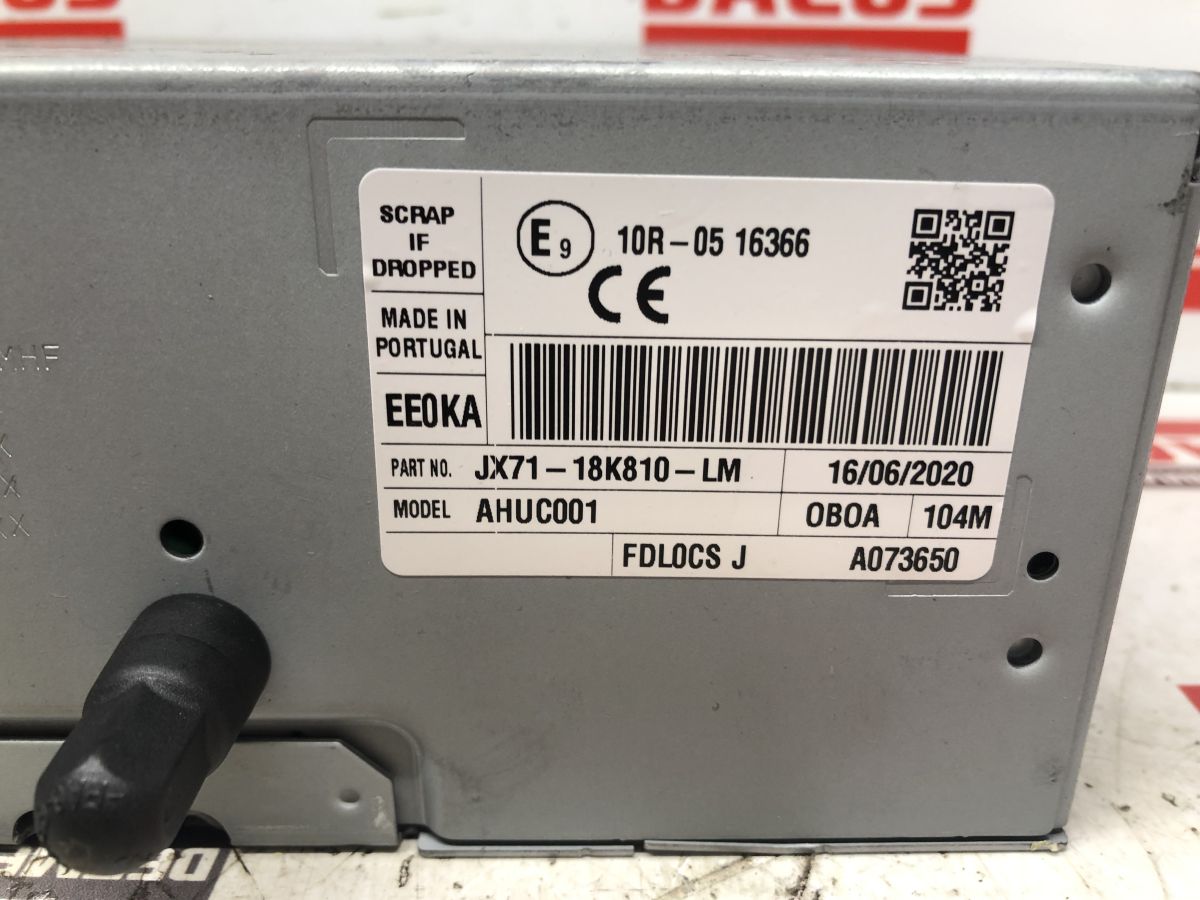 DACOS
SCRAP
IF
DROPPED
E9
10R-05 16366
CE
MADE IN
PORTUGAL
EE0KA
PART NO. JX71-18K810-LM
16/06/2020
MODEL AHUC001
OBOA
104M
FDLOCS J
A073650